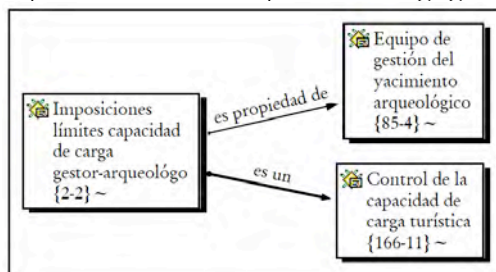 Imposiciones
límites capacidad
de carga
gestor-arqueológo
{2-2} ~
es propiedad de
Equipo de
gestión del
yacimiento
arqueológico
{85-4} ~
es un
Control de la
capacidad de
carga turística
{166-11} ~